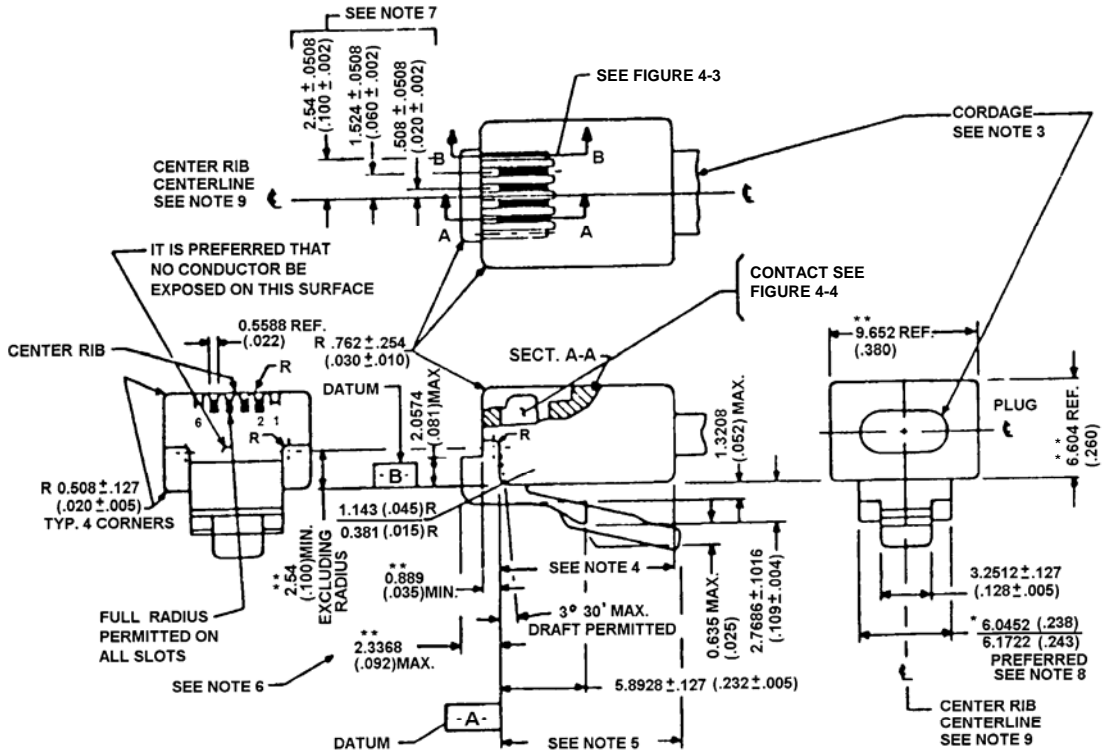 SEE NOTE 7
2.54 ±.0508
(.100 ±.002)
1.524 ±.0508
(.060 ±.002)
.508 ±.0508
(.020 ±.002)
SEE FIGURE 4-3
CORDAGE
SEE NOTE 3
CENTER RIB
CENTERLINE
SEE NOTE 9
℄
B
B
A
A
℄
IT IS PREFERRED THAT
NO CONDUCTOR BE
EXPOSED ON THIS SURFACE
CONTACT SEE
FIGURE 4-4
0.5588 REF.
(.022)
R .762 ±.254
(.030 ±.010)
CENTER RIB
R
SECT. A-A
**
9.652 REF.
(.380)
DATUM
2.0574
(.081)MAX.
-B-
6
2
1
R
R
1.3208
(.052) MAX.
PLUG
℄
**
6.604 REF.
(.260)
R 0.508 ±.127
(.020 ±.005)
TYP. 4 CORNERS
1.143 (.045)R
0.381 (.015)R
**
2.54
(.100)MIN.
EXCLUDING
RADIUS
**
0.889
(.035)MIN.
SEE NOTE 4
3° 30' MAX.
DRAFT PERMITTED
0.635 MAX.
(.025)
2.7686 ±.1016
(.109 ±.004)
3.2512 ±.127
(.128 ±.005)
FULL RADIUS
PERMITTED ON
ALL SLOTS
**
2.3368
(.092)MAX.
*
6.0452 (.238)
6.1722 (.243)
PREFERRED
SEE NOTE 8
SEE NOTE 6
5.8928 ±.127 (.232 ±.005)
℄
CENTER RIB
CENTERLINE
SEE NOTE 9
-A-
DATUM
SEE NOTE 5